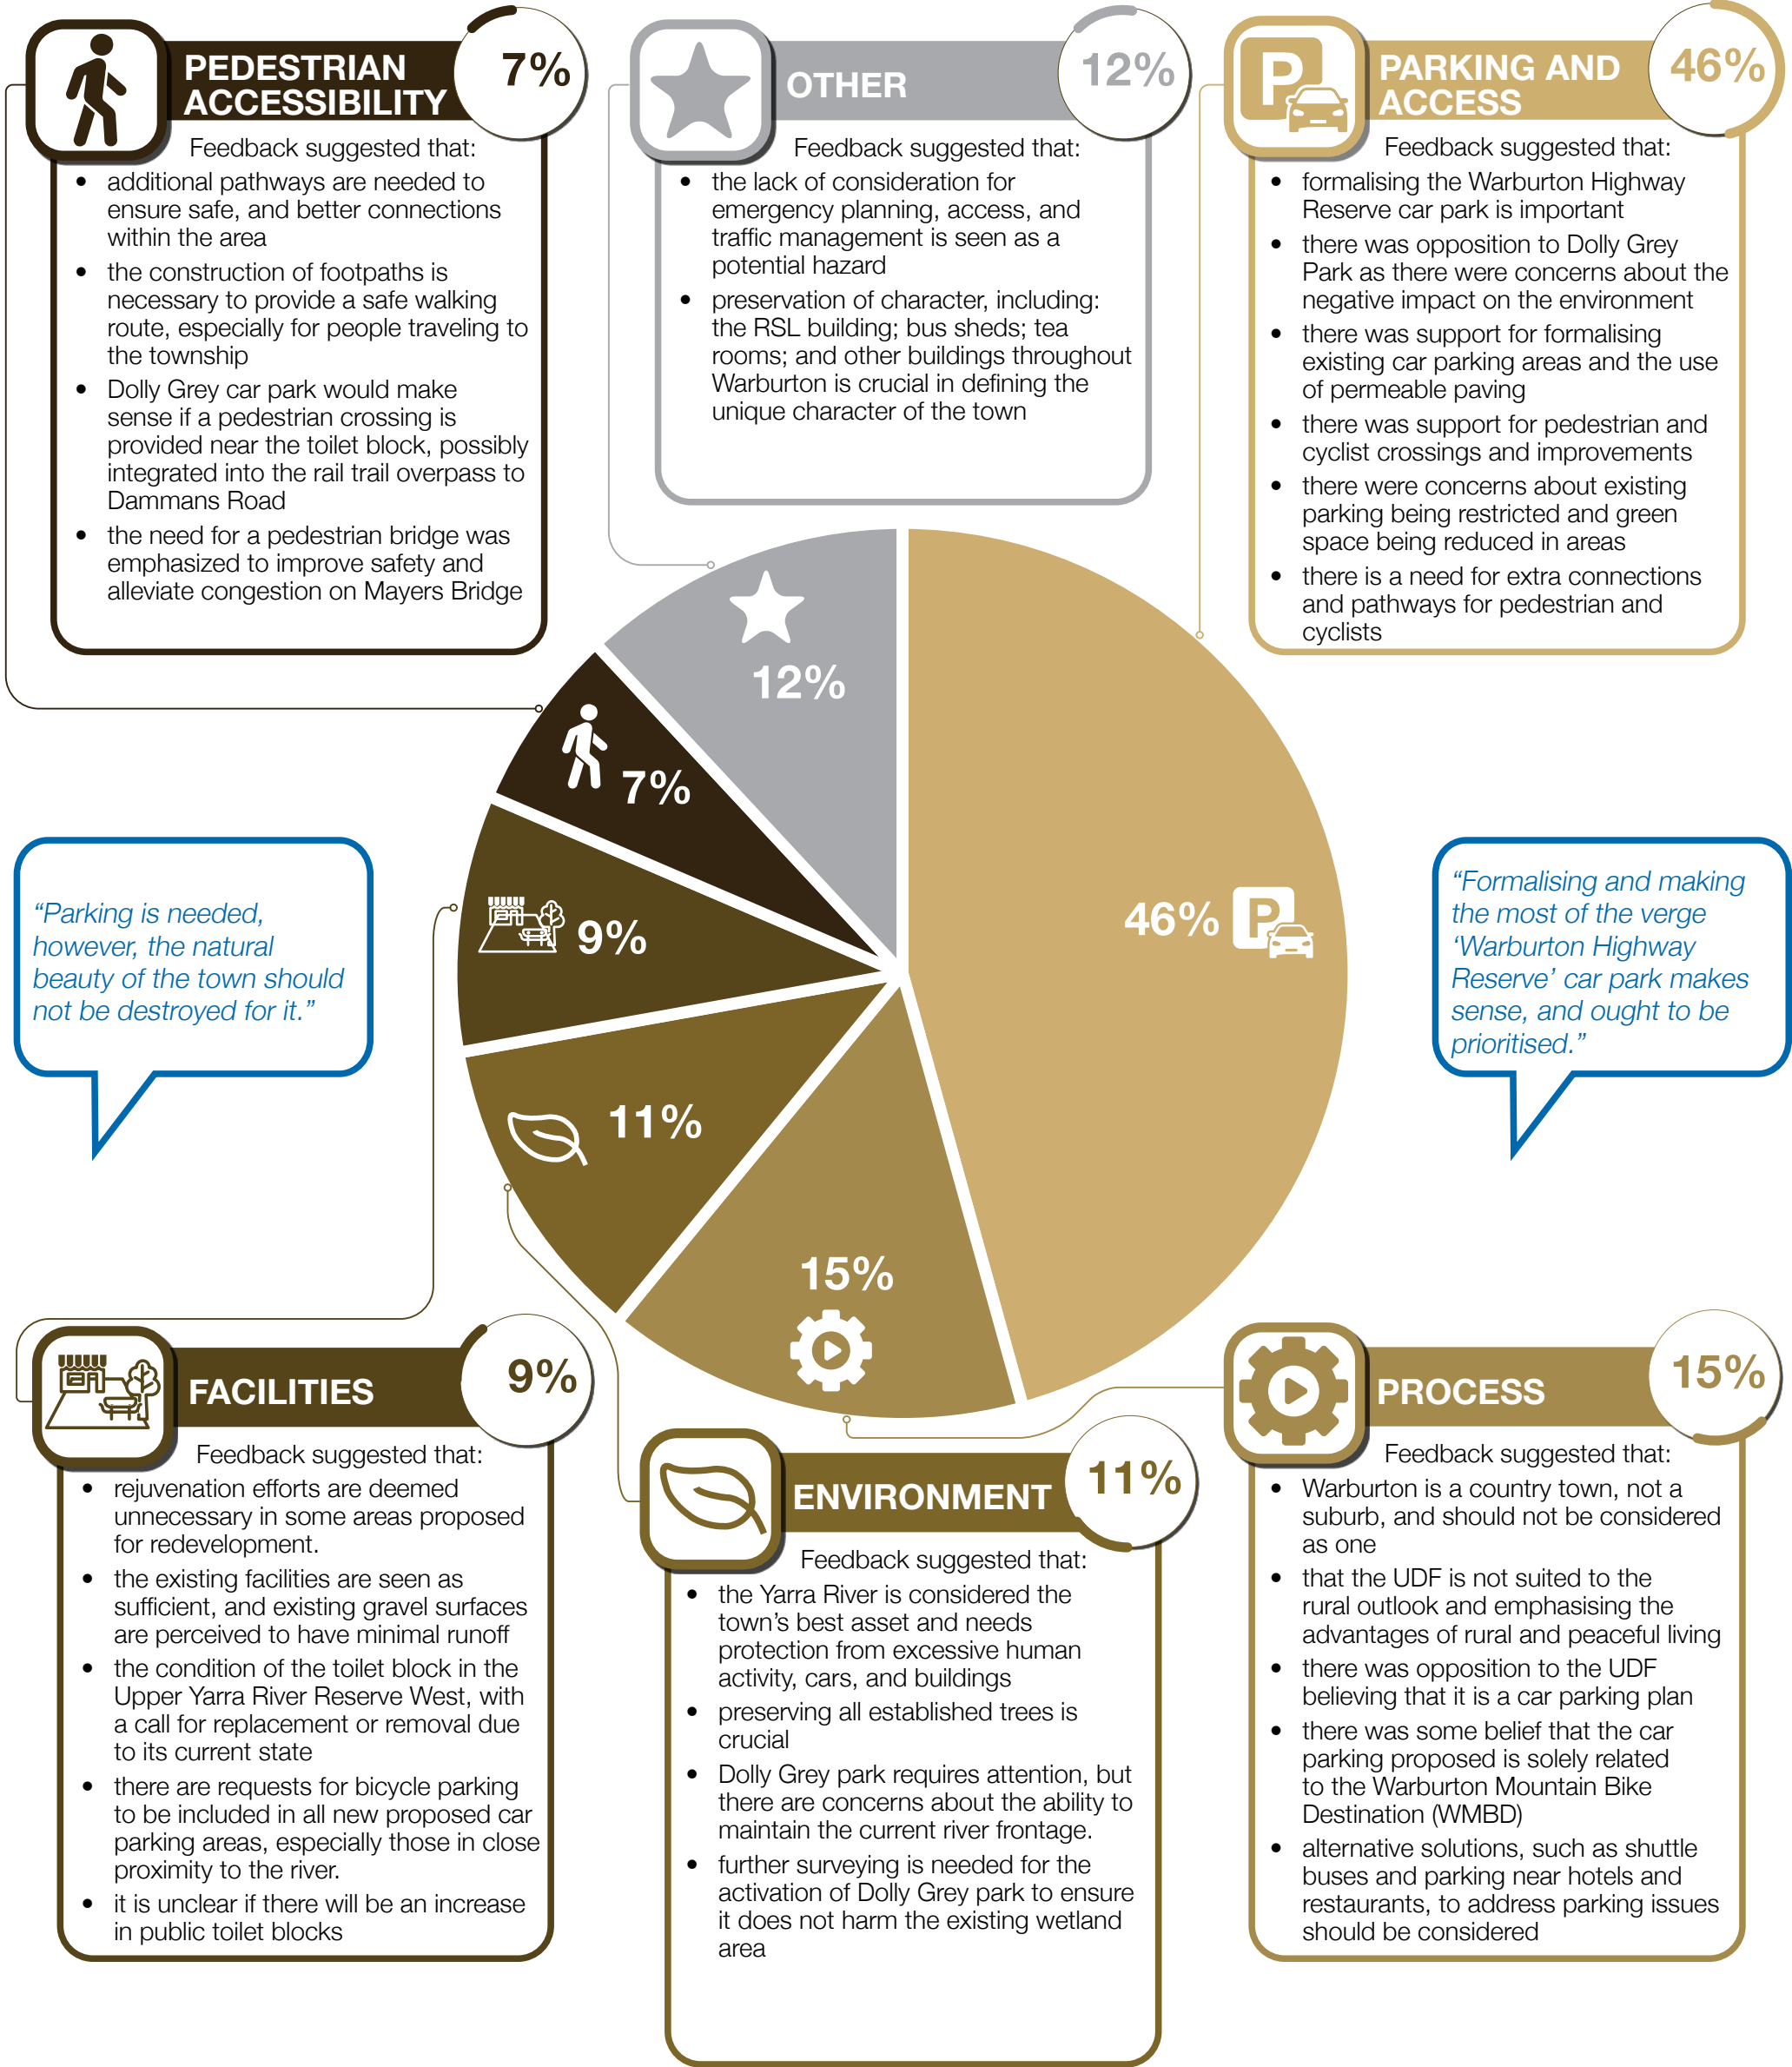 PEDESTRIAN
ACCESSIBILITY
7%
Feedback suggested that:
• additional pathways are needed to
ensure safe, and better connections
within the area
• the construction of footpaths is
necessary to provide a safe walking
route, especially for people traveling to
the township
• Dolly Grey car park would make
sense if a pedestrian crossing is
provided near the toilet block, possibly
integrated into the rail trail overpass to
Dammans Road
• the need for a pedestrian bridge was
emphasized to improve safety and
alleviate congestion on Mayers Bridge
OTHER
12%
Feedback suggested that:
• the lack of consideration for
emergency planning, access, and
traffic management is seen as a
potential hazard
• preservation of character, including:
the RSL building; bus sheds; tea
rooms; and other buildings throughout
Warburton is crucial in defining the
unique character of the town
P
PARKING AND
ACCESS
46%
Feedback suggested that:
• formalising the Warburton Highway
Reserve car park is important
• there was opposition to Dolly Grey
Park as there were concerns about the
negative impact on the environment
• there was support for formalising
existing car parking areas and the use
of permeable paving
• there was support for pedestrian and
cyclist crossings and improvements
• there were concerns about existing
parking being restricted and green
space being reduced in areas
• there is a need for extra connections
and pathways for pedestrian and
cyclists
12%
7%
9%
11%
15%
46%
P
“Parking is needed,
however, the natural
beauty of the town should
not be destroyed for it.”
“Formalising and making
the most of the verge
‘Warburton Highway
Reserve’ car park makes
sense, and ought to be
prioritised.”
FACILITIES
9%
Feedback suggested that:
• rejuvenation efforts are deemed
unnecessary in some areas proposed
for redevelopment.
• the existing facilities are seen as
sufficient, and existing gravel surfaces
are perceived to have minimal runoff
• the condition of the toilet block in the
Upper Yarra River Reserve West, with
a call for replacement or removal due
to its current state
• there are requests for bicycle parking
to be included in all new proposed car
parking areas, especially those in close
proximity to the river.
• it is unclear if there will be an increase
in public toilet blocks
ENVIRONMENT
11%
Feedback suggested that:
• the Yarra River is considered the
town’s best asset and needs
protection from excessive human
activity, cars, and buildings
• preserving all established trees is
crucial
• Dolly Grey park requires attention, but
there are concerns about the ability to
maintain the current river frontage.
• further surveying is needed for the
activation of Dolly Grey park to ensure
it does not harm the existing wetland
area
PROCESS
15%
Feedback suggested that:
• Warburton is a country town, not a
suburb, and should not be considered
as one
• that the UDF is not suited to the
rural outlook and emphasising the
advantages of rural and peaceful living
• there was opposition to the UDF
believing that it is a car parking plan
• there was some belief that the car
parking proposed is solely related
to the Warburton Mountain Bike
Destination (WMBD)
• alternative solutions, such as shuttle
buses and parking near hotels and
restaurants, to address parking issues
should be considered